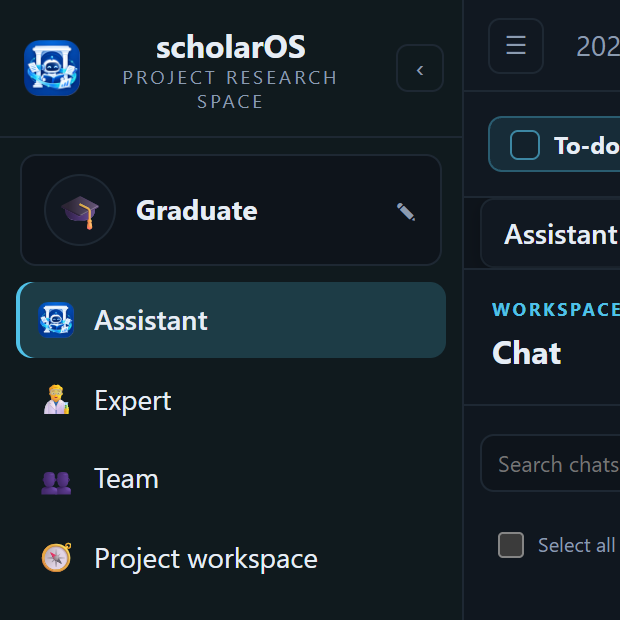 scholarOS
PROJECT RESEARCH
SPACE
‹
☰
202
Graduate
To-do
Assistant
Assistant
WORKSPACE
Chat
Expert
Team
Search chats
Project workspace
Select all